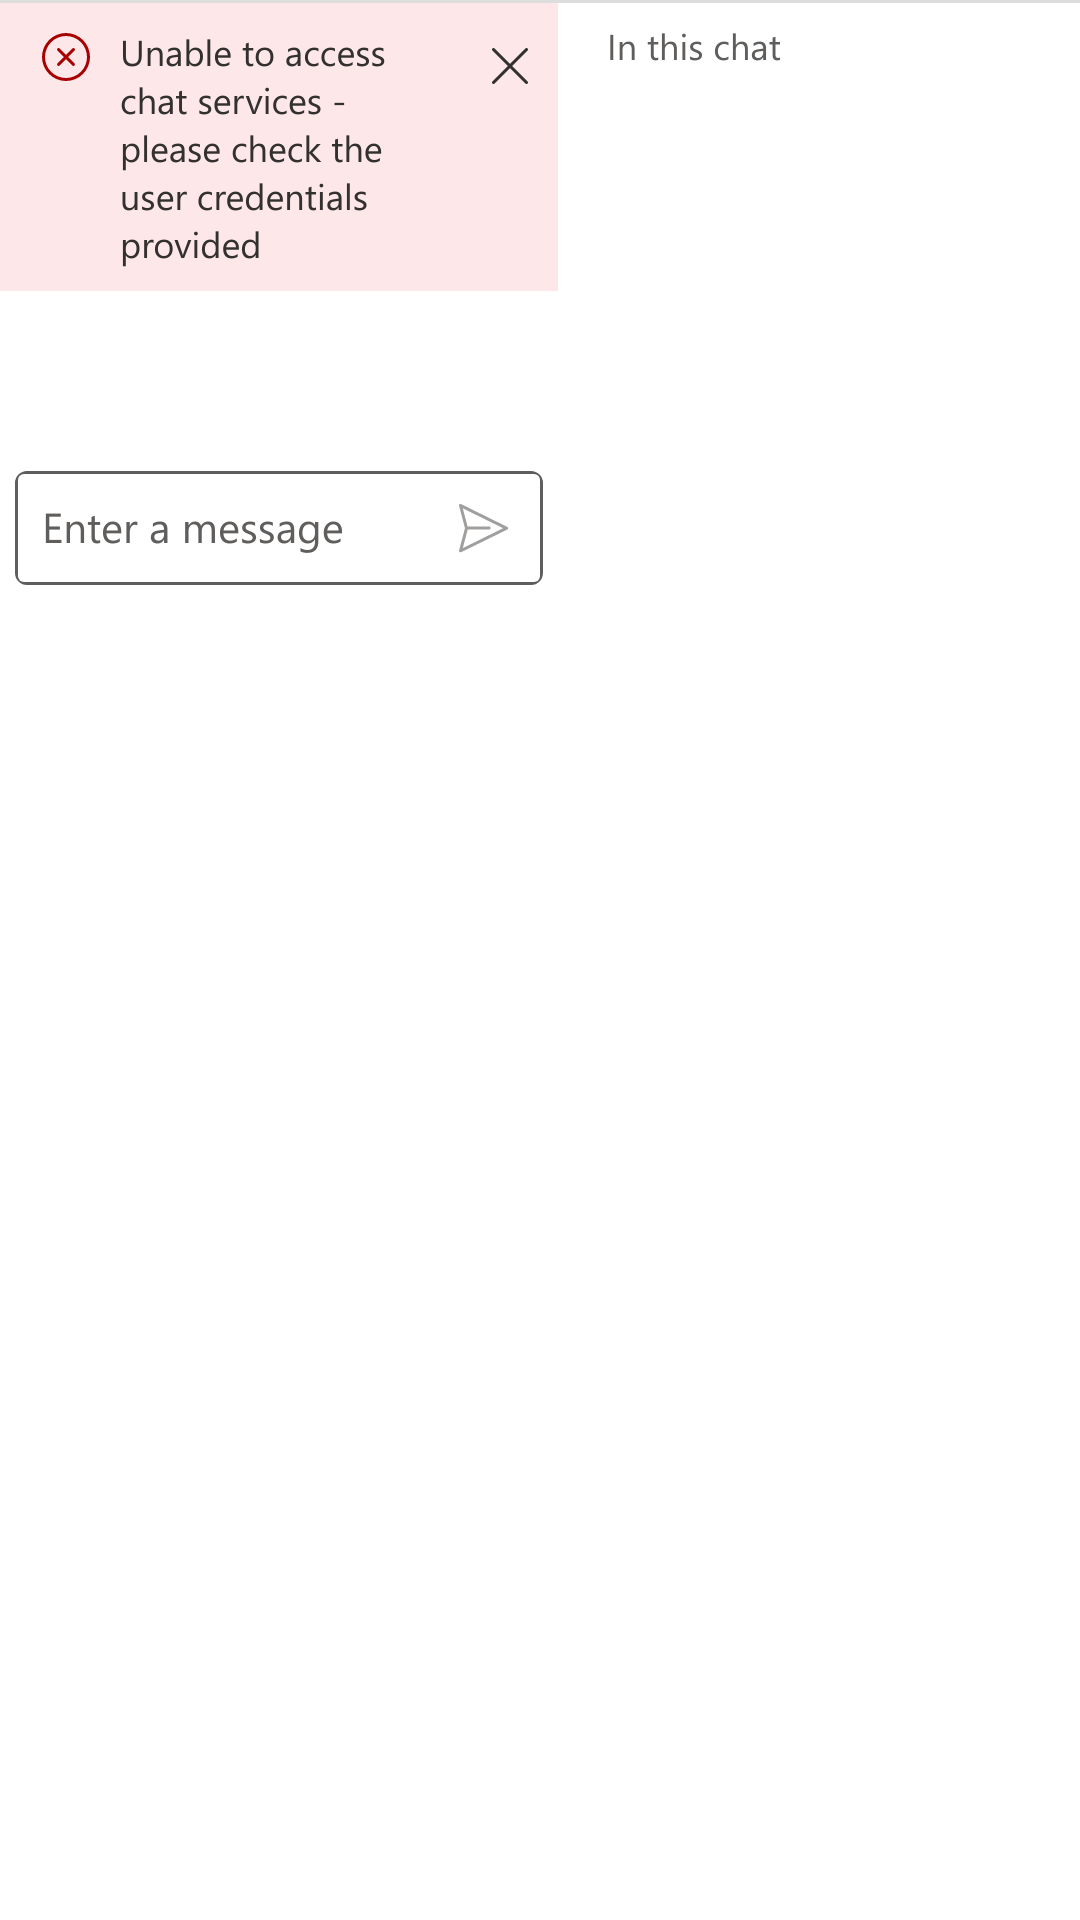 Unable to access
chat services -
please check the
user credentials
provided
In this chat
Enter a message